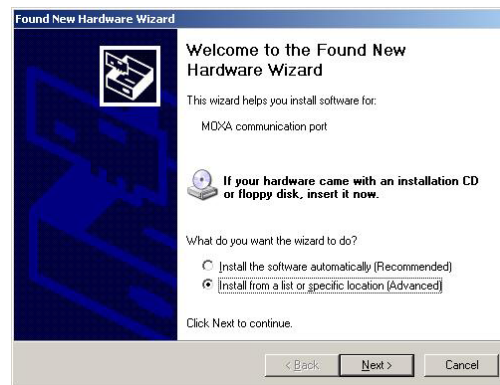 Found New Hardware Wizard
Welcome to the Found New
Hardware Wizard
This wizard helps you install software for:
MOXA communication port
If your hardware came with an installation CD
or floppy disk, insert it now.
What do you want the wizard to do?
Install the software automatically (Recommended)
Install from a list or specific location (Advanced)
Click Next to continue.
< Back
Next >
Cancel